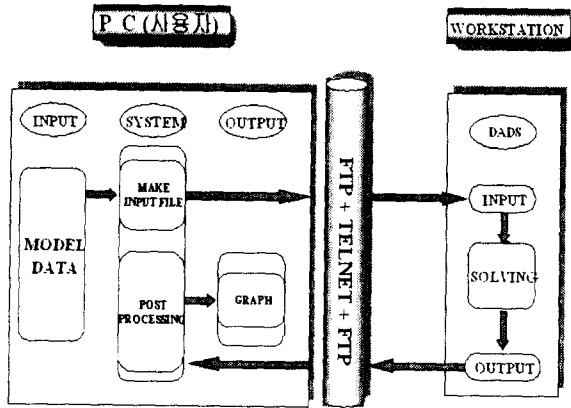 P C (사용자)
WORKSTATION
INPUT
SYSTEM
OUTPUT
DADS
MAKE
INPUT FILE
MODEL
DATA
POST
PROCESSING
GRAPH
FTP + TELNET + FTP
INPUT
SOLVING
OUTPUT